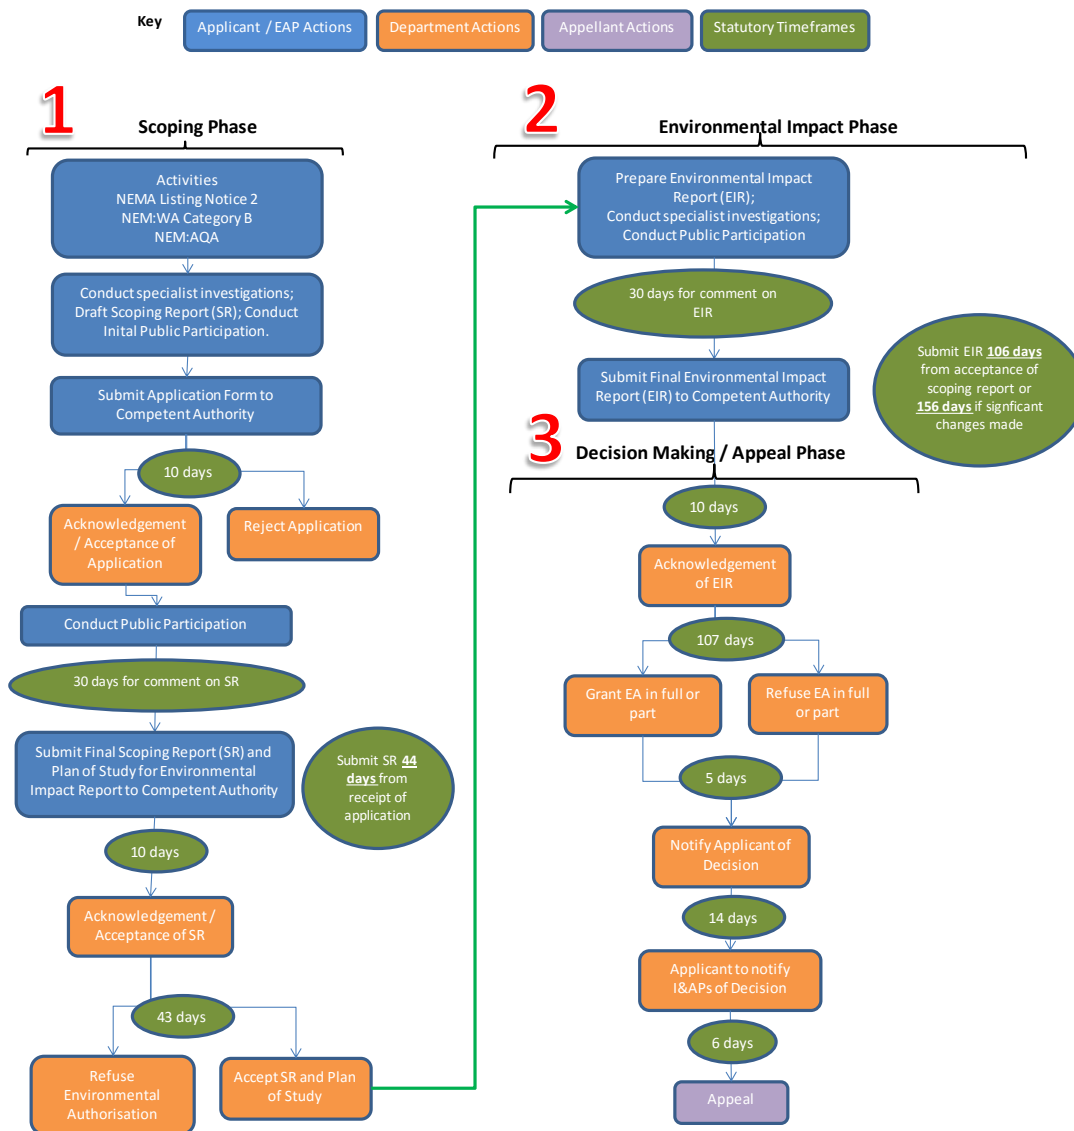 Key
Applicant / EAP Actions
Department Actions
Appellant Actions
Statutory Timeframes
1
Scoping Phase
Activities
NEMA Listing Notice 2
NEM:WA Category B
NEM:AQA
Conduct specialist investigations;
Draft Scoping Report (SR); Conduct
Inital Public Participation.
Submit Application Form to
Competent Authority
10 days
Acknowledgement
/ Acceptance of
Application
Reject Application
Conduct Public Participation
30 days for comment on SR
Submit Final Scoping Report (SR) and
Plan of Study for Environmental
Impact Report to Competent Authority
Submit SR 44
days from
receipt of
application
10 days
Acknowledgement /
Acceptance of SR
43 days
Refuse
Environmental
Authorisation
Accept SR and Plan
of Study
2
Environmental Impact Phase
Prepare Environmental Impact
Report (EIR);
Conduct specialist investigations;
Conduct Public Participation
30 days for comment on
EIR
Submit Final Environmental Impact
Report (EIR) to Competent Authority
Submit EIR 106 days
from acceptance of
scoping report or
156 days if signficant
changes made
3
Decision Making / Appeal Phase
10 days
Acknowledgement
of EIR
107 days
Grant EA in full or
part
Refuse EA in full
or part
5 days
Notify Applicant of
Decision
14 days
Applicant to notify
I&APs of Decision
6 days
Appeal